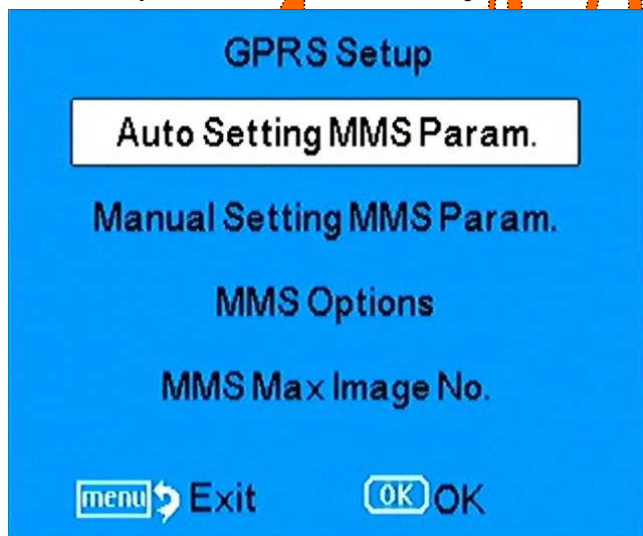 GPRS Setup
Auto Setting MMS Param.
Manual Setting MMS Param.
MMS Options
MMS Max Image No.
menu Exit OK OK